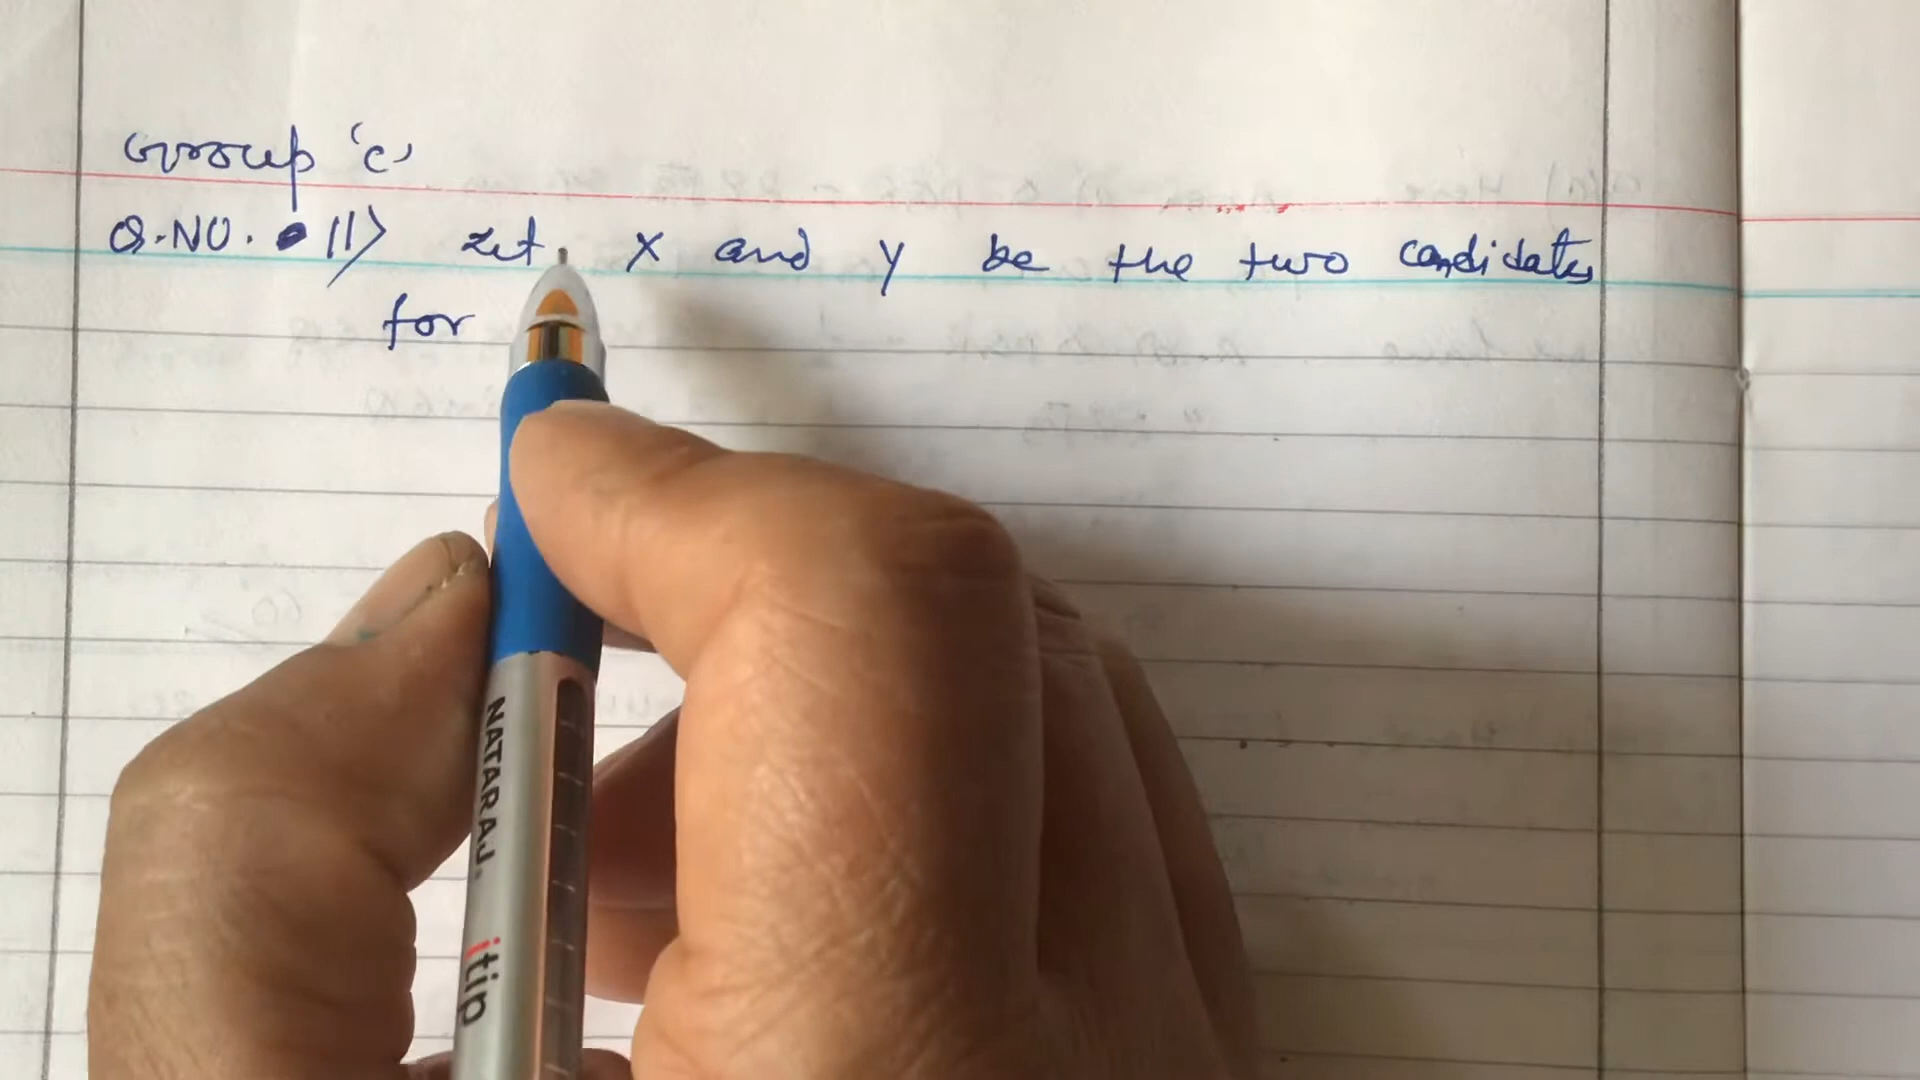 Group 'c'
Q.NO. 11) Let X and Y be the two candidates
for
NATARAJ.
itip